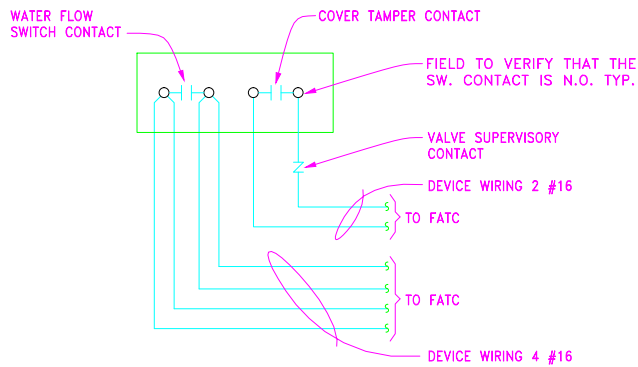 WATER FLOW
SWITCH CONTACT
COVER TAMPER CONTACT
FIELD TO VERIFY THAT THE
SW. CONTACT IS N.O. TYP.
VALVE SUPERVISORY
CONTACT
DEVICE WIRING 2 #16
TO FATC
TO FATC
DEVICE WIRING 4 #16